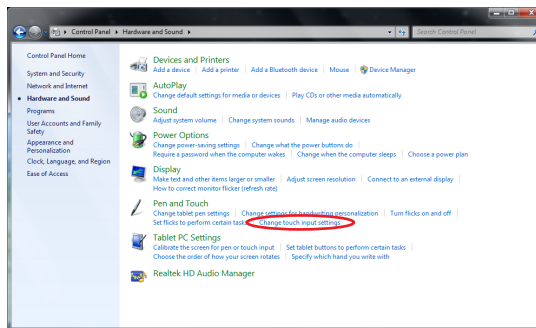 Control Panel ▸ Hardware and Sound ▸
Search Control Panel
Control Panel Home
System and Security
Network and Internet
Hardware and Sound
Programs
User Accounts and Family
Safety
Appearance and
Personalization
Clock, Language, and Region
Ease of Access
Devices and Printers
Add a device | Add a printer | Add a Bluetooth device | Mouse | Device Manager
AutoPlay
Change default settings for media or devices | Play CDs or other media automatically
Sound
Adjust system volume | Change system sounds | Manage audio devices
Power Options
Change power-saving settings | Change what the power buttons do |
Require a password when the computer wakes | Change when the computer sleeps | Choose a power plan
Display
Make text and other items larger or smaller | Adjust screen resolution | Connect to an external display |
How to correct monitor flicker (refresh rate)
Pen and Touch
Change tablet pen settings | Change settings for handwriting personalization | Turn flicks on and off |
Set flicks to perform certain tasks | Change touch input settings
Tablet PC Settings
Calibrate the screen for pen or touch input | Set tablet buttons to perform certain tasks |
Choose the order of how your screen rotates | Specify which hand you write with
Realtek HD Audio Manager